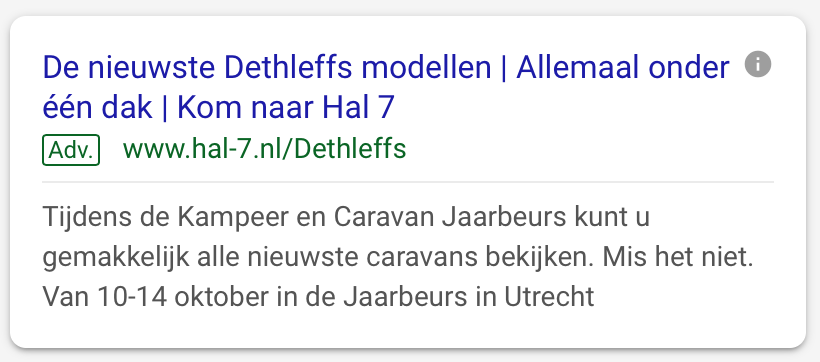 De nieuwste Dethleffs modellen | Allemaal onder
één dak | Kom naar Hal 7
Adv. www.hal-7.nl/Dethleffs
Tijdens de Kampeer en Caravan Jaarbeurs kunt u
gemakkelijk alle nieuwste caravans bekijken. Mis het niet.
Van 10-14 oktober in de Jaarbeurs in Utrecht